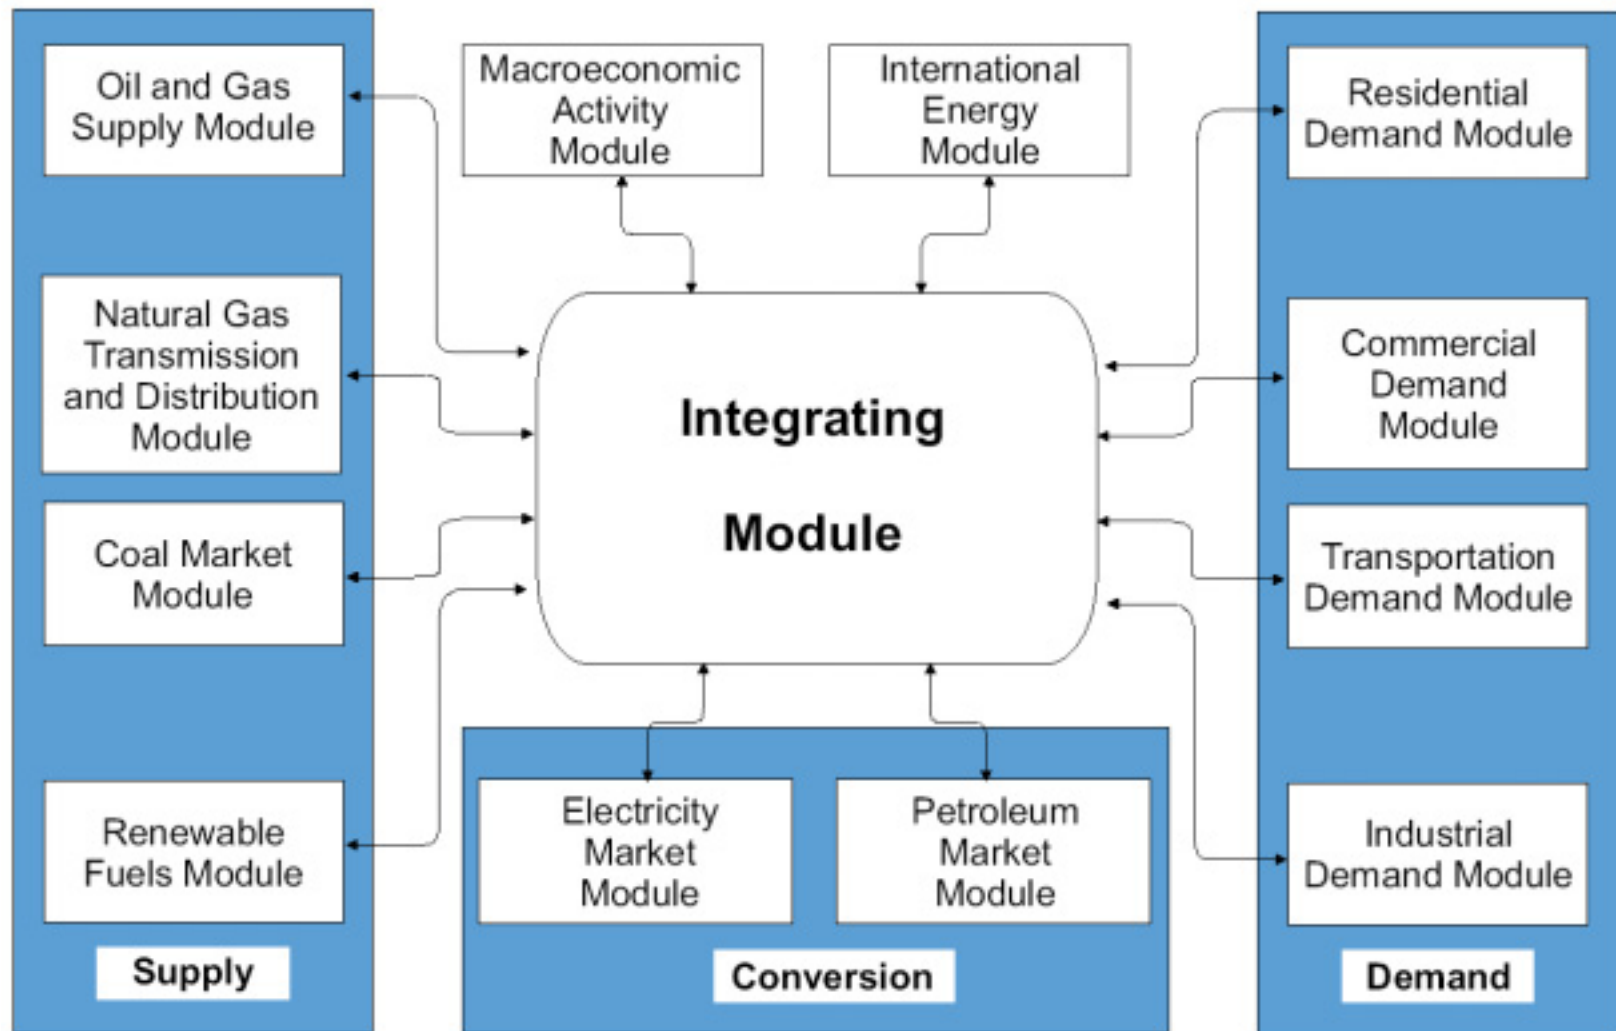 Oil and Gas
Supply Module
Natural Gas
Transmission
and Distribution
Module
Coal Market
Module
Renewable
Fuels Module
Supply
Macroeconomic
Activity
Module
International
Energy
Module
Integrating
Module
Electricity
Market
Module
Petroleum
Market
Module
Conversion
Residential
Demand Module
Commercial
Demand
Module
Transportation
Demand Module
Industrial
Demand Module
Demand